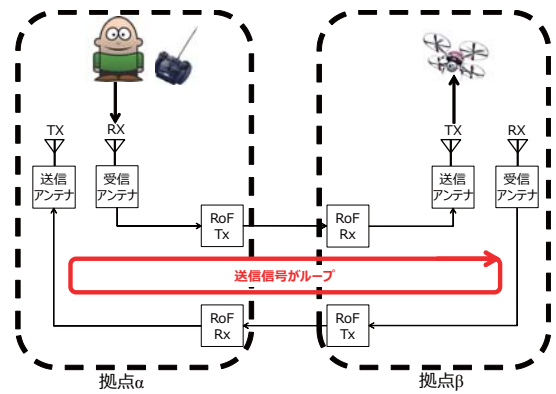 TX
RX
TX
RX
送信
アンテナ
受信
アンテナ
送信
アンテナ
受信
アンテナ
RoF
Tx
RoF
Rx
送信信号がループ
RoF
Rx
RoF
Tx
拠点α
拠点β